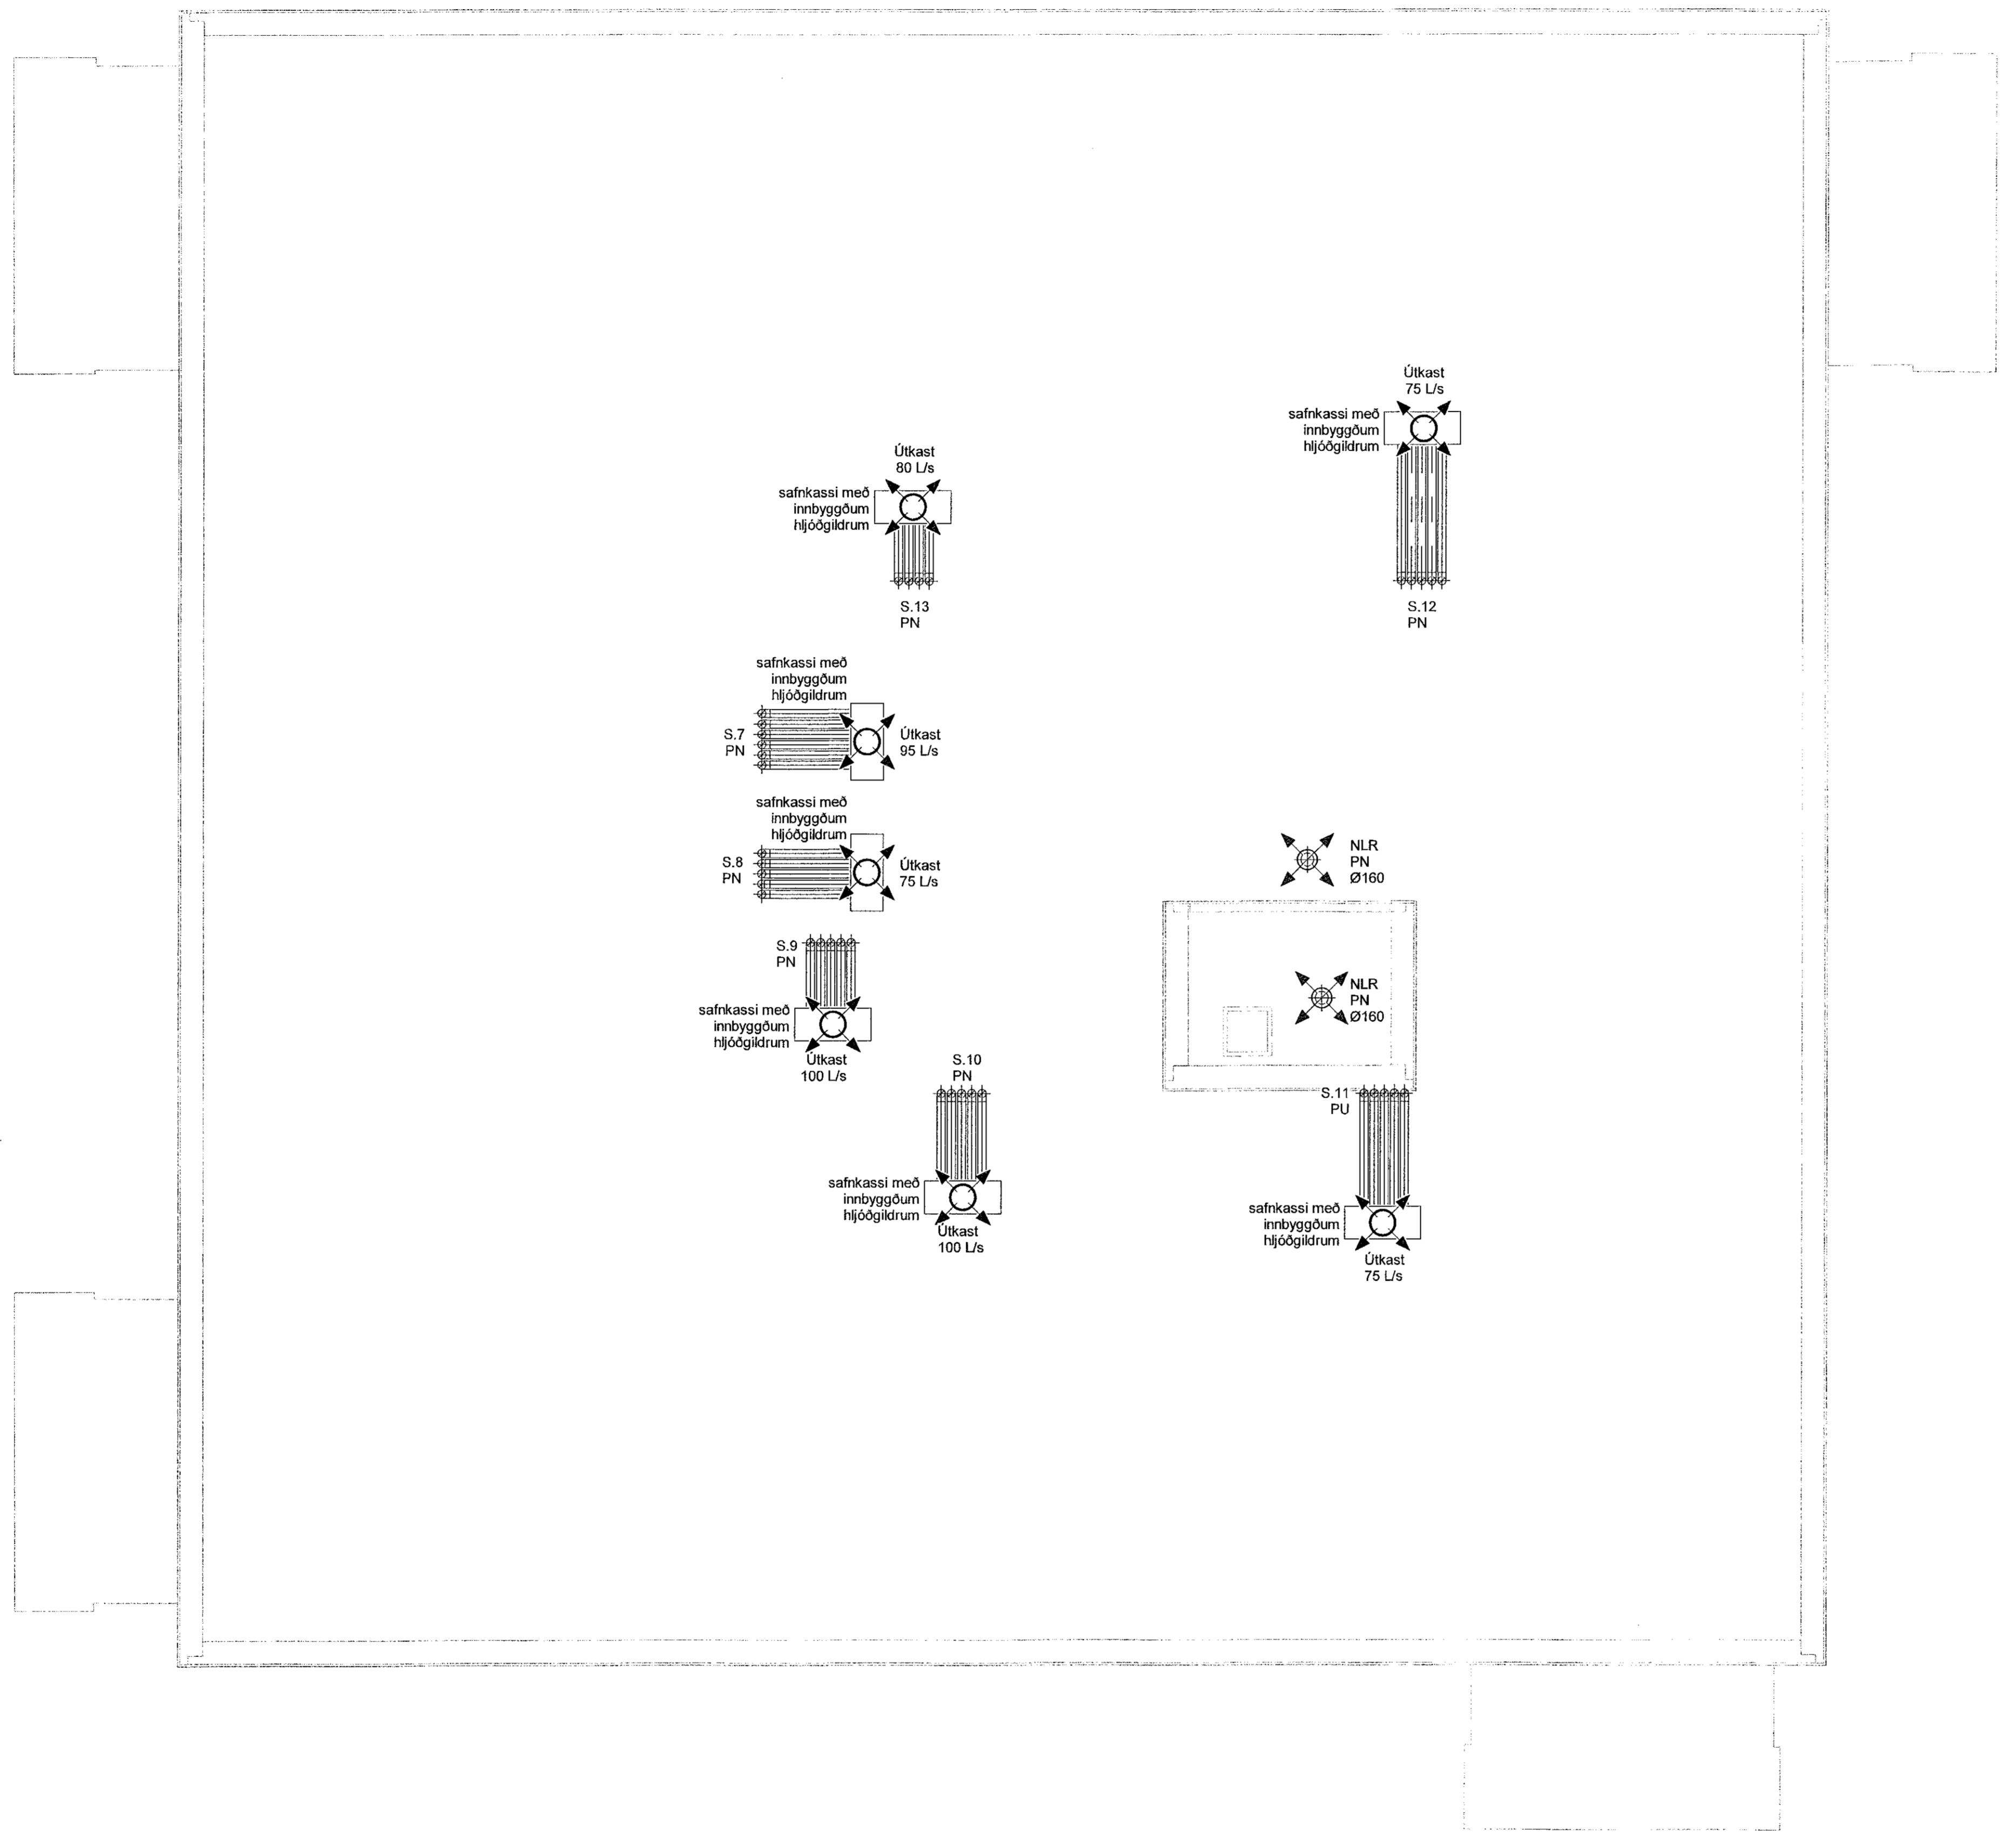 Útkast
75 L/s
safnkassi með
innbyggðum
hljóðgildrum
S.12
PN
Útkast
80 L/s
safnkassi með
innbyggðum
hljóðgildrum
S.13
PN
safnkassi með
innbyggðum
hljóðgildrum
S.7
PN
Útkast
95 L/s
safnkassi með
innbyggðum
hljóðgildrum
S.8
PN
Útkast
75 L/s
NLR
PN
Ø160
S.9
PN
safnkassi með
innbyggðum
hljóðgildrum
Útkast
100 L/s
NLR
PN
Ø160
S.10
PN
safnkassi með
innbyggðum
hljóðgildrum
Útkast
100 L/s
S.11
PU
safnkassi með
innbyggðum
hljóðgildrum
Útkast
75 L/s